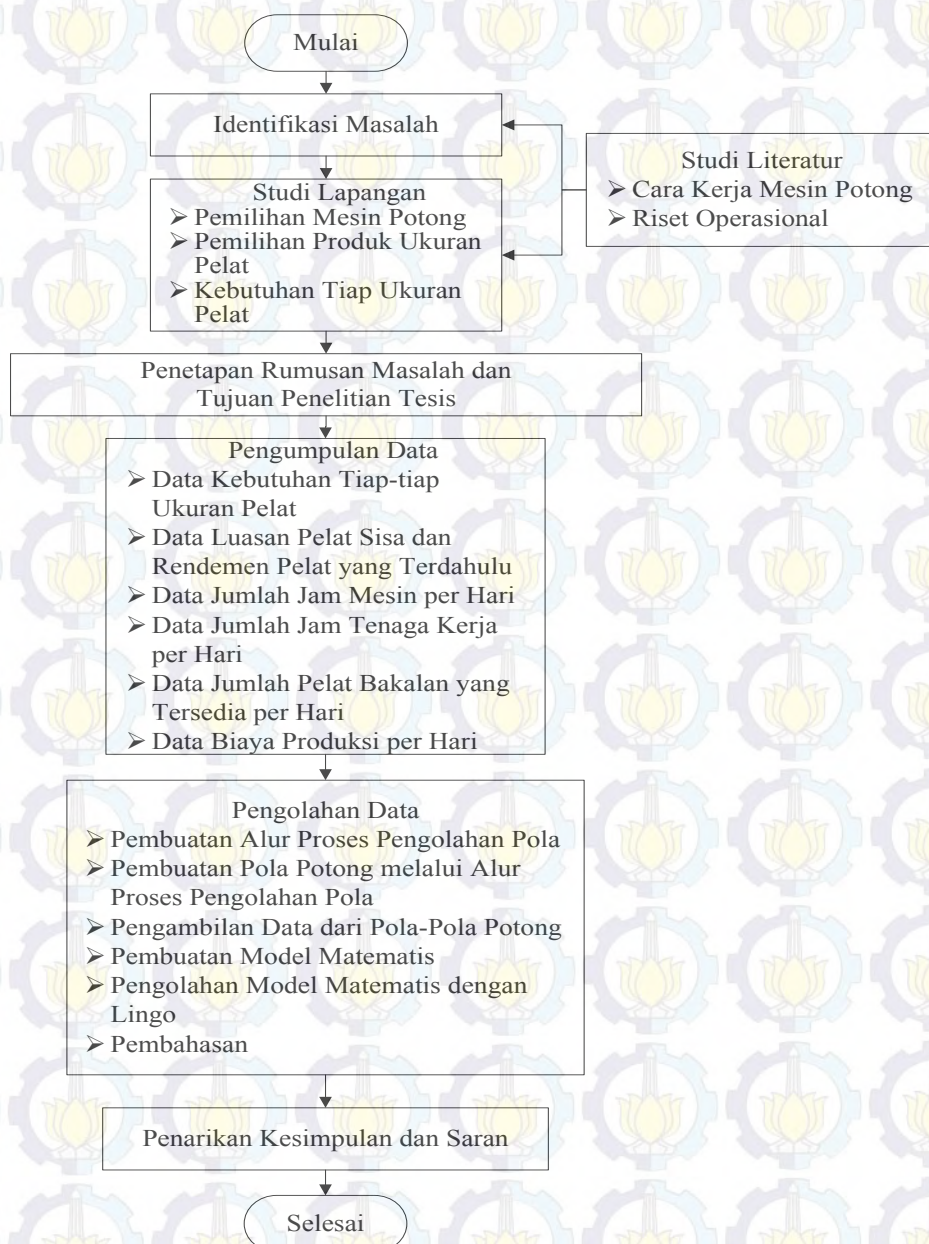 Mulai
Identifikasi Masalah
Studi Literatur
➢ Cara Kerja Mesin Potong
➢ Riset Operasional
Studi Lapangan
➢ Pemilihan Mesin Potong
➢ Pemilihan Produk Ukuran
Pelat
➢ Kebutuhan Tiap Ukuran
Pelat
Penetapan Rumusan Masalah dan
Tujuan Penelitian Tesis
Pengumpulan Data
➢ Data Kebutuhan Tiap-tiap
Ukuran Pelat
➢ Data Luasan Pelat Sisa dan
Rendemen Pelat yang Terdahulu
➢ Data Jumlah Jam Mesin per Hari
➢ Data Jumlah Jam Tenaga Kerja
per Hari
➢ Data Jumlah Pelat Bakalan yang
Tersedia per Hari
➢ Data Biaya Produksi per Hari
Pengolahan Data
➢ Pembuatan Alur Proses Pengolahan Pola
➢ Pembuatan Pola Potong melalui Alur
Proses Pengolahan Pola
➢ Pengambilan Data dari Pola-Pola Potong
➢ Pembuatan Model Matematis
➢ Pengolahan Model Matematis dengan
Lingo
➢ Pembahasan
Penarikan Kesimpulan dan Saran
Selesai